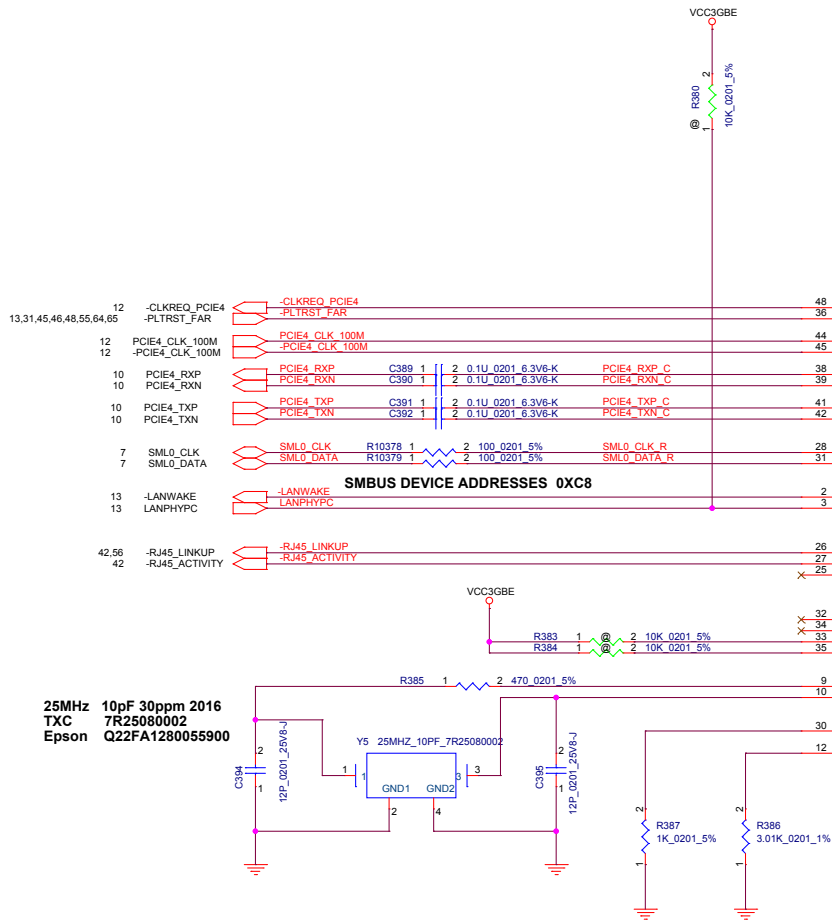 VCC3GBE
2
R380
10K_0201_5%
@
1
12 -CLKREQ_PCIE4 -CLKREQ_PCIE4 48
13,31,45,46,48,55,64,65 -PLTRST_FAR -PLTRST_FAR 36
12 PCIE4_CLK_100M PCIE4_CLK_100M 44
12 -PCIE4_CLK_100M -PCIE4_CLK_100M 45
10 PCIE4_RXP PCIE4_RXP C389 1 2 0.1U_0201_6.3V6-K PCIE4_RXP_C 38
10 PCIE4_RXN PCIE4_RXN C390 1 2 0.1U_0201_6.3V6-K PCIE4_RXN_C 39
10 PCIE4_TXP PCIE4_TXP C391 1 2 0.1U_0201_6.3V6-K PCIE4_TXP_C 41
10 PCIE4_TXN PCIE4_TXN C392 1 2 0.1U_0201_6.3V6-K PCIE4_TXN_C 42
7 SML0_CLK SML0_CLK R10378 1 2 100_0201_5% SML0_CLK_R 28
7 SML0_DATA SML0_DATA R10379 1 2 100_0201_5% SML0_DATA_R 31
SMBUS DEVICE ADDRESSES 0XC8
13 -LANWAKE -LANWAKE 2
13 LANPHYPC LANPHYPC 3
42,56 -RJ45_LINKUP -RJ45_LINKUP 26
42 -RJ45_ACTIVITY -RJ45_ACTIVITY 27
25
VCC3GBE
32
34
R383 1 @ 2 10K_0201_5% 33
R384 1 @ 2 10K_0201_5% 35
R385 1 2 470_0201_5% 9
10
25MHz 10pF 30ppm 2016
TXC 7R25080002
Epson Q22FA1280055900
30
12
Y5 25MHZ_10PF_7R25080002
2
C394
12P_0201_25V8-J
1
1 1 3 3
GND1 GND2
2 4
2
C395
12P_0201_25V8-J
1
2
R387
1K_0201_5%
1
2
R386
3.01K_0201_1%
1